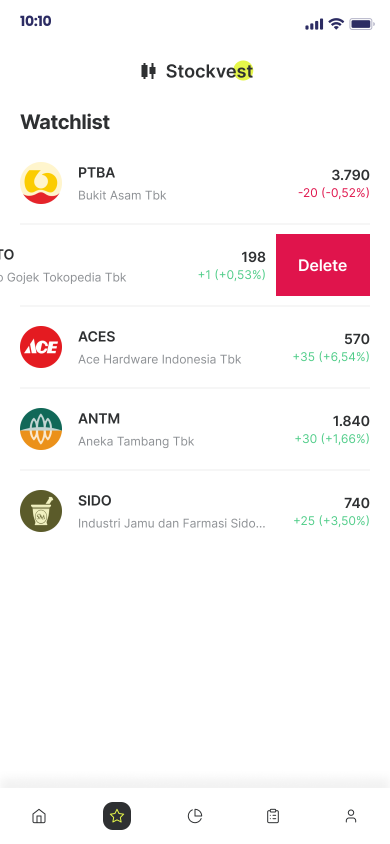 10:10
Stockvest
Watchlist
PTBA
3.790
Bukit Asam Tbk
-20 (-0,52%)
TO
198
Gojek Tokopedia Tbk
+1 (+0,53%)
Delete
ACE
ACES
570
Ace Hardware Indonesia Tbk
+35 (+6,54%)
ANTM
1.840
Aneka Tambang Tbk
+30 (+1,66%)
SIDO
740
Industri Jamu dan Farmasi Sido...
+25 (+3,50%)